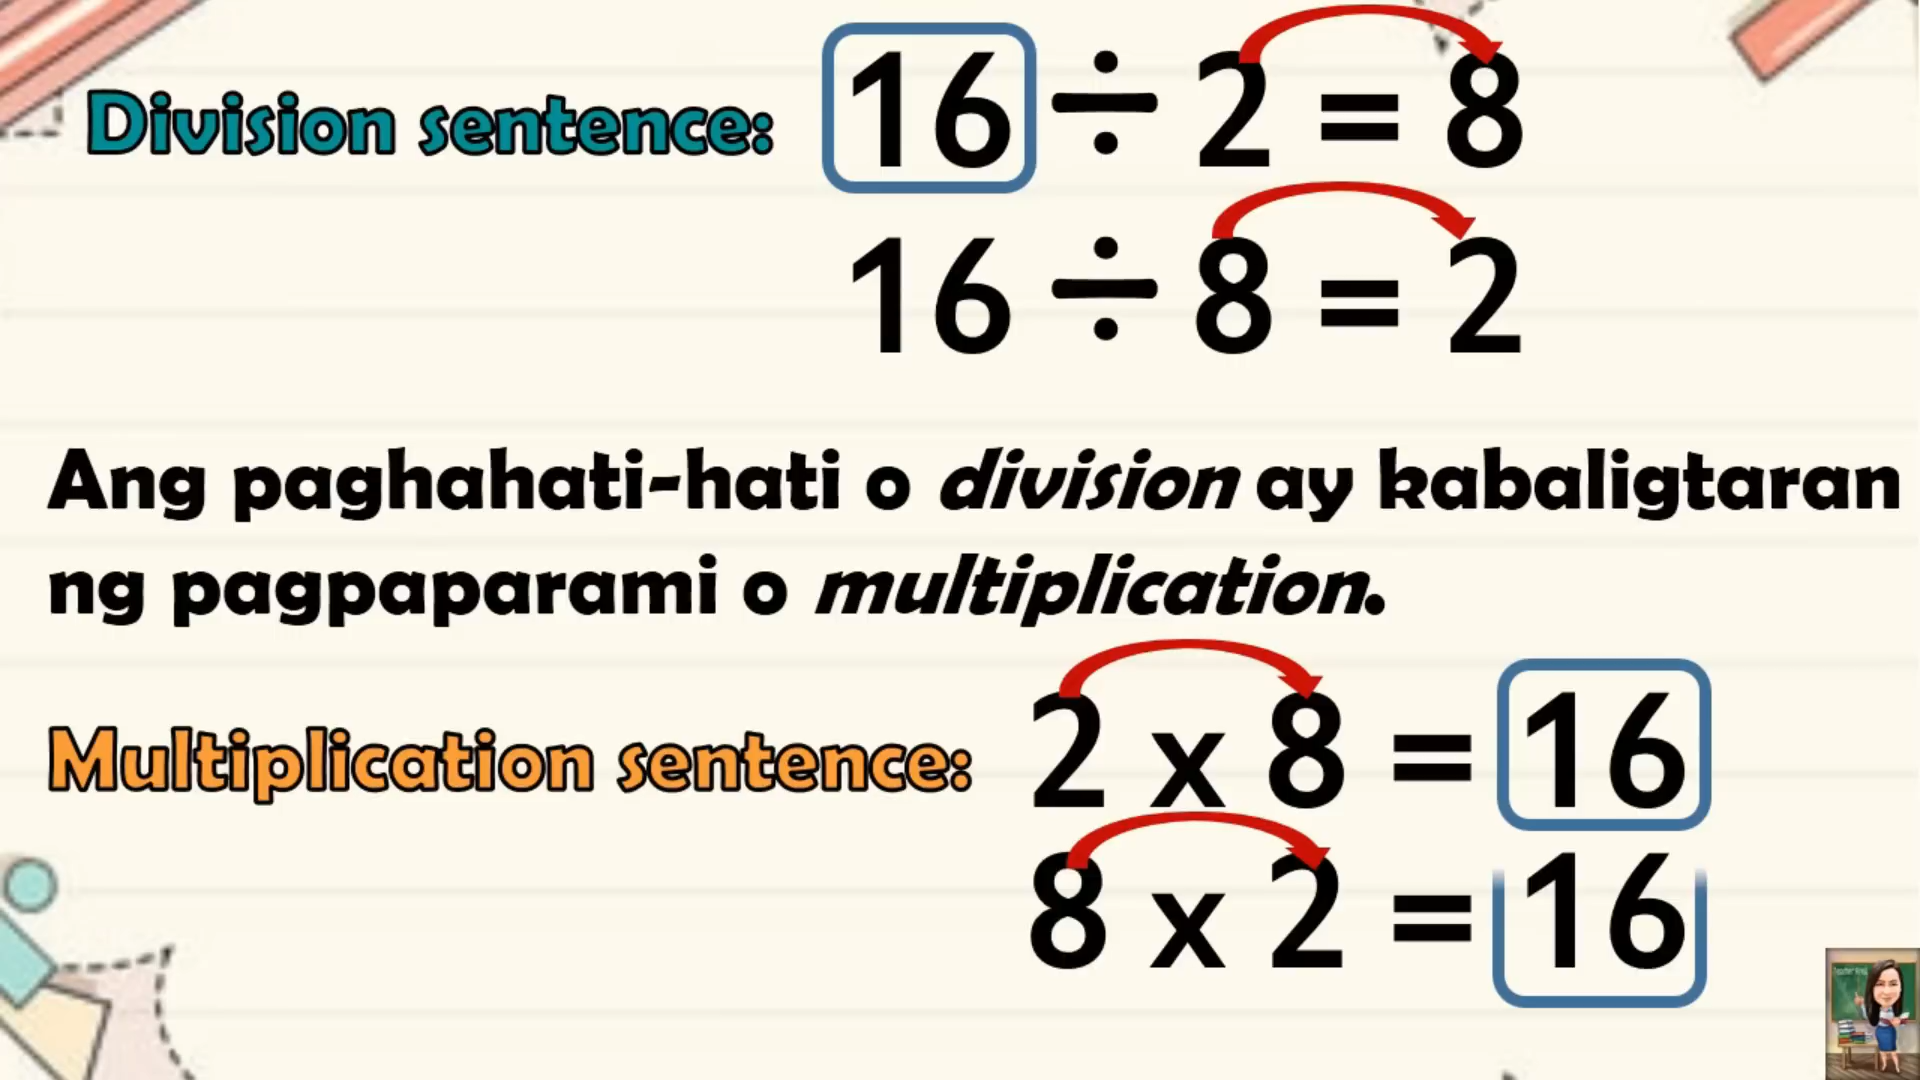 Division sentence: 16 ÷ 2 = 8
16 ÷ 8 = 2
Ang paghahati-hati o division ay kabaligtaran
ng pagpaparami o multiplication.
Multiplication sentence: 2 x 8 = 16
8 x 2 = 16